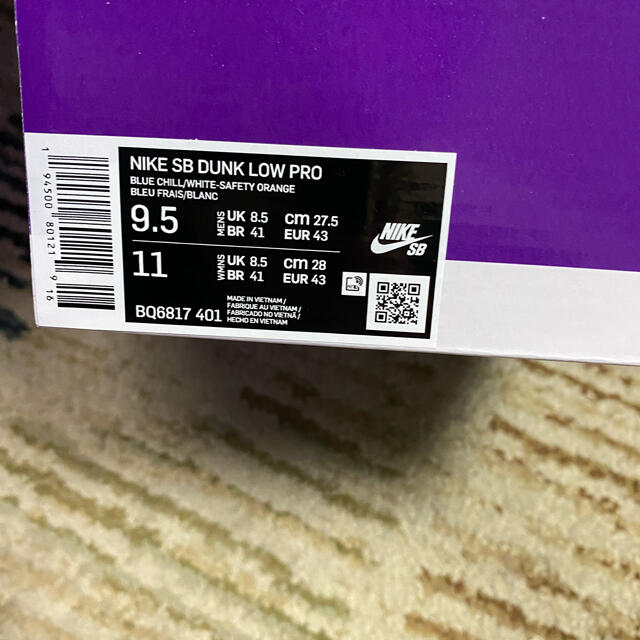 NIKE SB DUNK LOW PRO
BLUE CHILL/WHITE-SAFETY ORANGE
BLEU FRAIS/BLANC
9.5 MENS UK 8.5 CM 27.5
BR 41 EUR 43
11 WMNS UK 8.5 CM 28
BR 41 EUR 43
NIKE SB
BQ6817 401
MADE IN VIETNAM/
FABRIQUE AU VIETNAM/
FABRICADO NO VIETNÃ/
HECHO EN VIETNAM
1 94500 80121 9 16